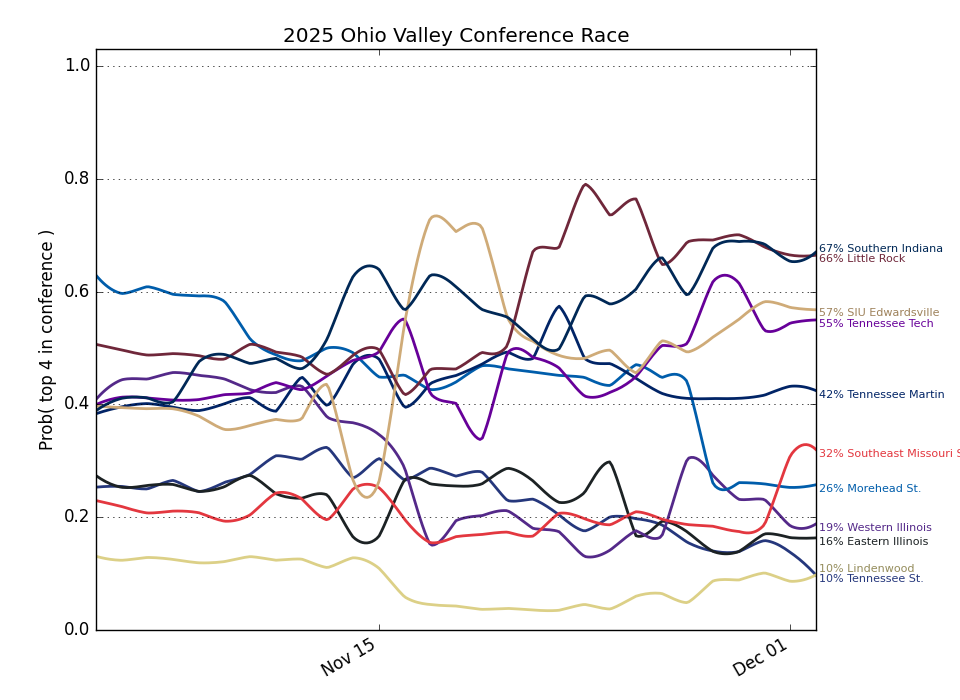 2025 Ohio Valley Conference Race
Prob( top 4 in conference )
1.0
0.8
0.6
0.4
0.2
0.0
Nov 15
Dec 01
67% Southern Indiana
66% Little Rock
57% SIU Edwardsville
55% Tennessee Tech
42% Tennessee Martin
32% Southeast Missouri S
26% Morehead St.
19% Western Illinois
16% Eastern Illinois
10% Lindenwood
10% Tennessee St.